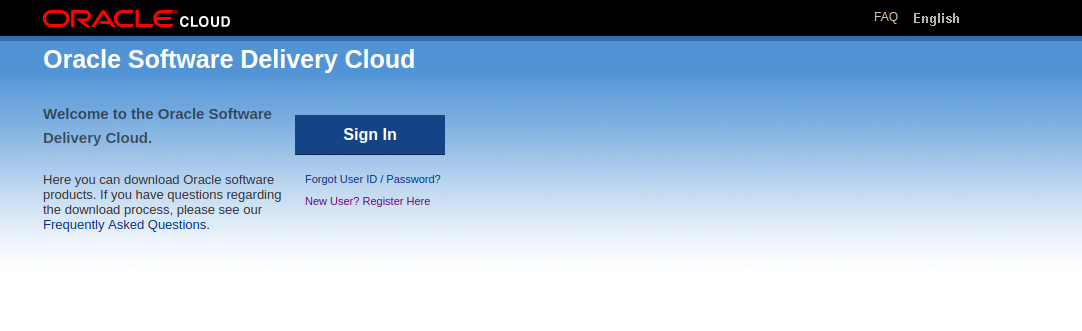 ORACLE CLOUD
FAQ English
Oracle Software Delivery Cloud
Welcome to the Oracle Software
Delivery Cloud.
Sign In
Here you can download Oracle software
products. If you have questions regarding
the download process, please see our
Frequently Asked Questions.
Forgot User ID / Password?
New User? Register Here